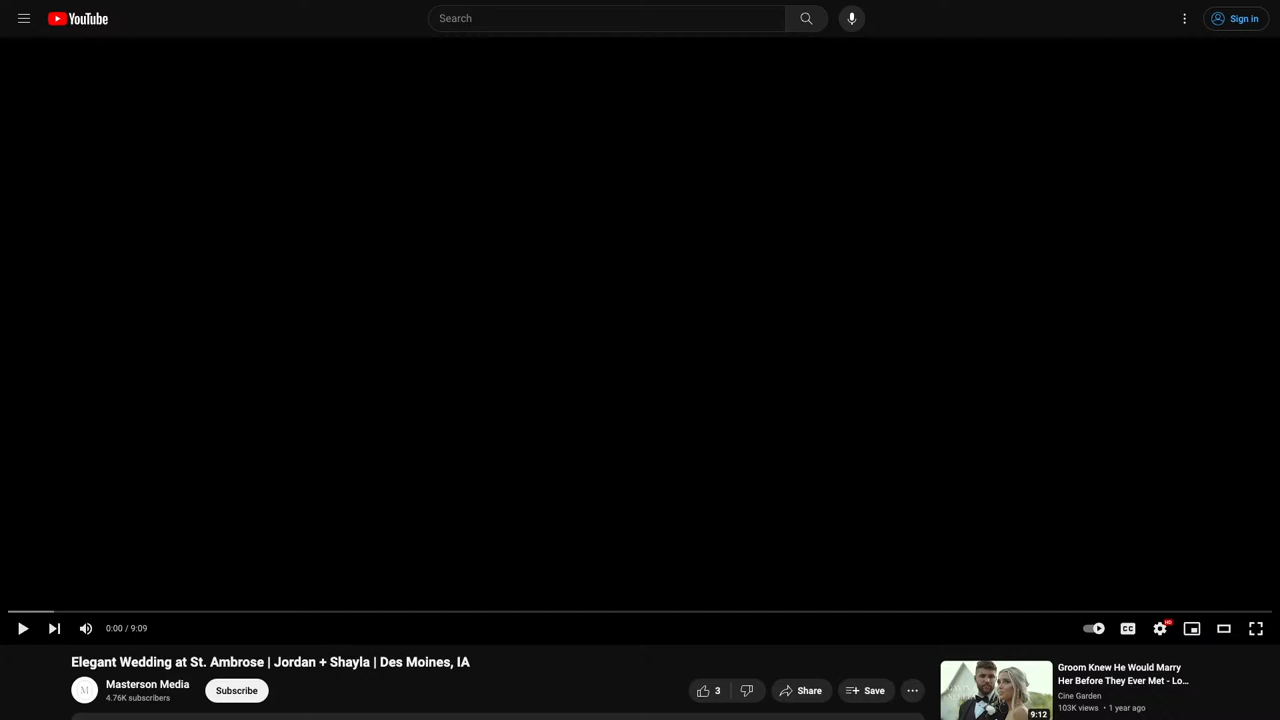 YouTube
Search
Sign in
0:00 / 9:09
CC
HD
Elegant Wedding at St. Ambrose | Jordan + Shayla | Des Moines, IA
Masterson Media
4.76K subscribers
Subscribe
3
Share
Save
Groom Knew He Would Marry
Her Before They Ever Met - Lo...
Cine Garden
103K views • 1 year ago
9:12